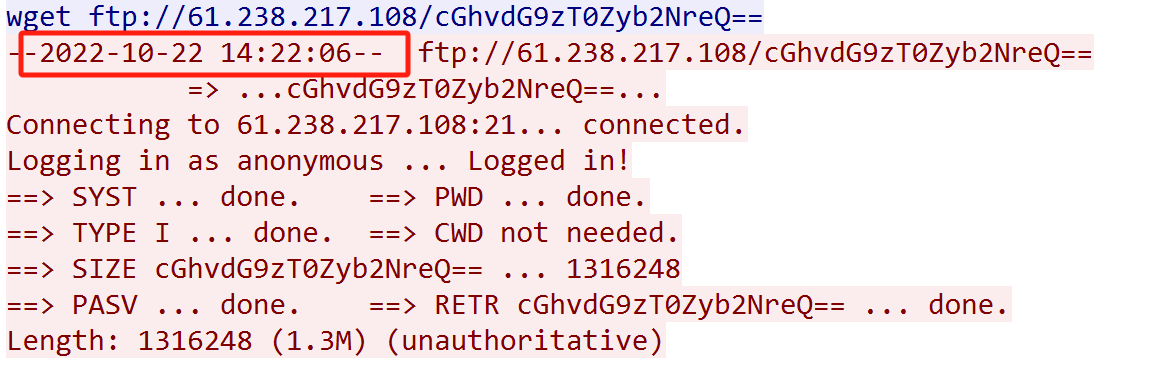 wget ftp://61.238.217.108/cGhvdG9zT0Zyb2NreQ==
--2022-10-22 14:22:06--  ftp://61.238.217.108/cGhvdG9zT0Zyb2NreQ==
=> ...cGhvdG9zT0Zyb2NreQ==...
Connecting to 61.238.217.108:21... connected.
Logging in as anonymous ... Logged in!
==> SYST ... done.    ==> PWD ... done.
==> TYPE I ... done.  ==> CWD not needed.
==> SIZE cGhvdG9zT0Zyb2NreQ== ... 1316248
==> PASV ... done.    ==> RETR cGhvdG9zT0Zyb2NreQ== ... done.
Length: 1316248 (1.3M) (unauthoritative)